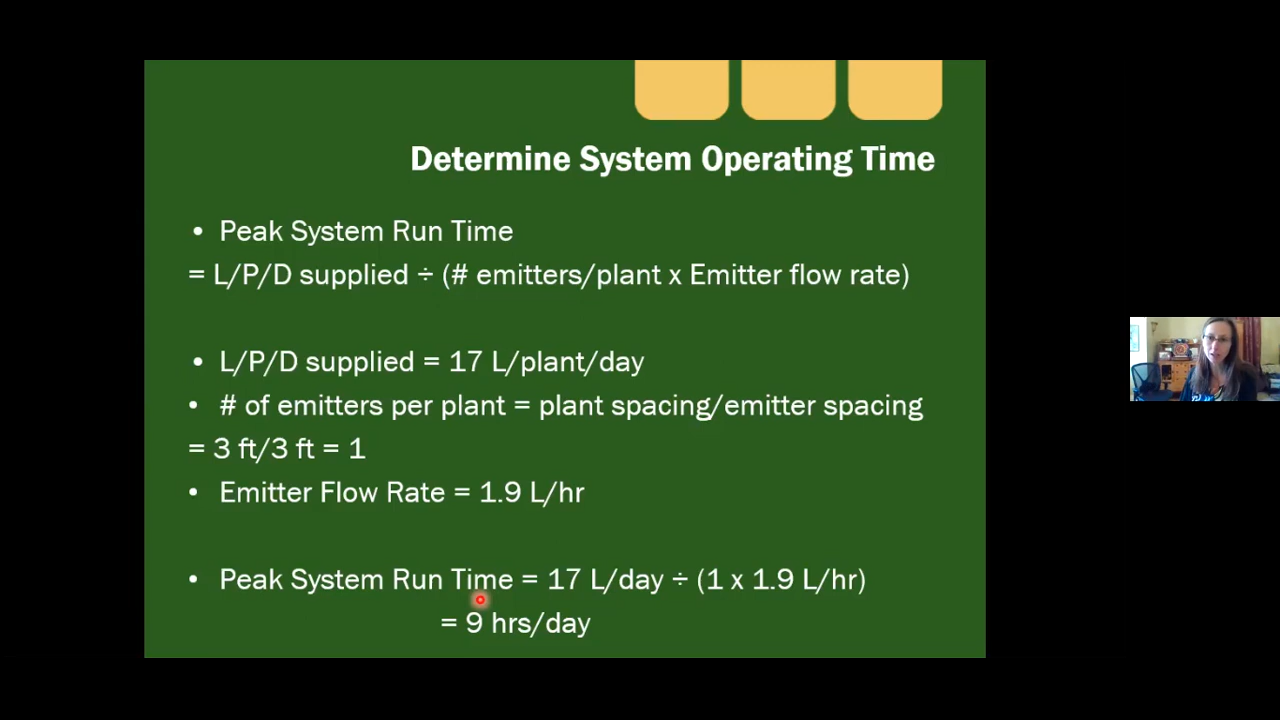 Determine System Operating Time
• Peak System Run Time
= L/P/D supplied ÷ (# emitters/plant x Emitter flow rate)
• L/P/D supplied = 17 L/plant/day
• # of emitters per plant = plant spacing/emitter spacing
= 3 ft/3 ft = 1
• Emitter Flow Rate = 1.9 L/hr
• Peak System Run Time = 17 L/day ÷ (1 x 1.9 L/hr)
= 9 hrs/day